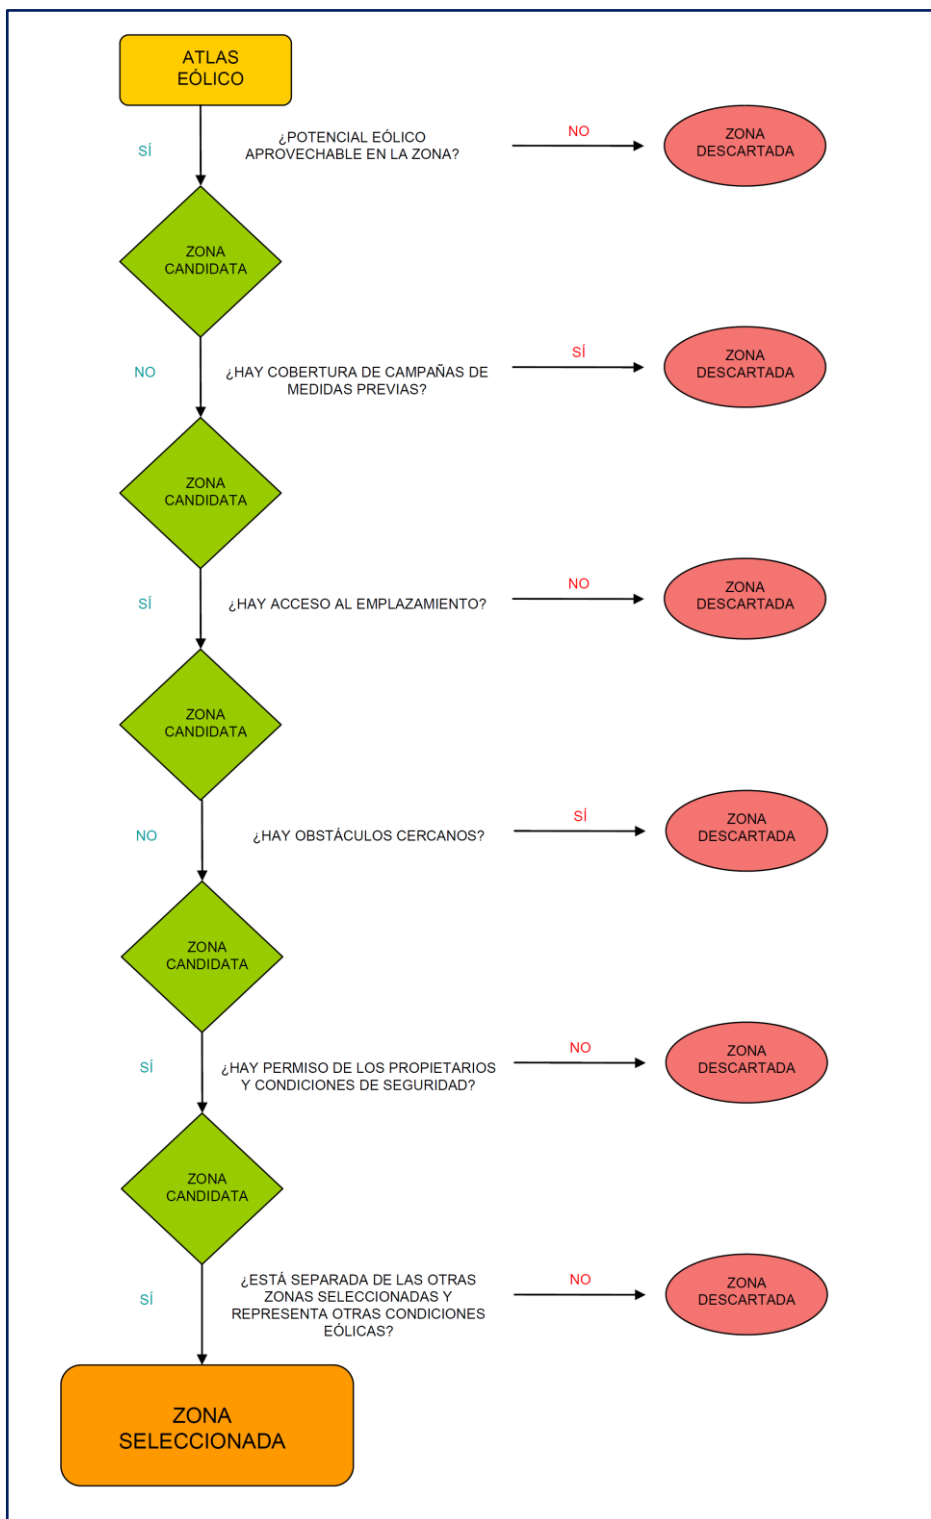 ATLAS
EÓLICO
SÍ
¿POTENCIAL EÓLICO
APROVECHABLE EN LA ZONA?
NO
ZONA
DESCARTADA
ZONA
CANDIDATA
NO
¿HAY COBERTURA DE CAMPAÑAS DE
MEDIDAS PREVIAS?
SÍ
ZONA
DESCARTADA
ZONA
CANDIDATA
SÍ
¿HAY ACCESO AL EMPLAZAMIENTO?
NO
ZONA
DESCARTADA
ZONA
CANDIDATA
NO
¿HAY OBSTÁCULOS CERCANOS?
SÍ
ZONA
DESCARTADA
ZONA
CANDIDATA
SÍ
¿HAY PERMISO DE LOS PROPIETARIOS
Y CONDICIONES DE SEGURIDAD?
NO
ZONA
DESCARTADA
ZONA
CANDIDATA
SÍ
¿ESTÁ SEPARADA DE LAS OTRAS
ZONAS SELECCIONADAS Y
REPRESENTA OTRAS CONDICIONES
EÓLICAS?
NO
ZONA
DESCARTADA
ZONA
SELECCIONADA